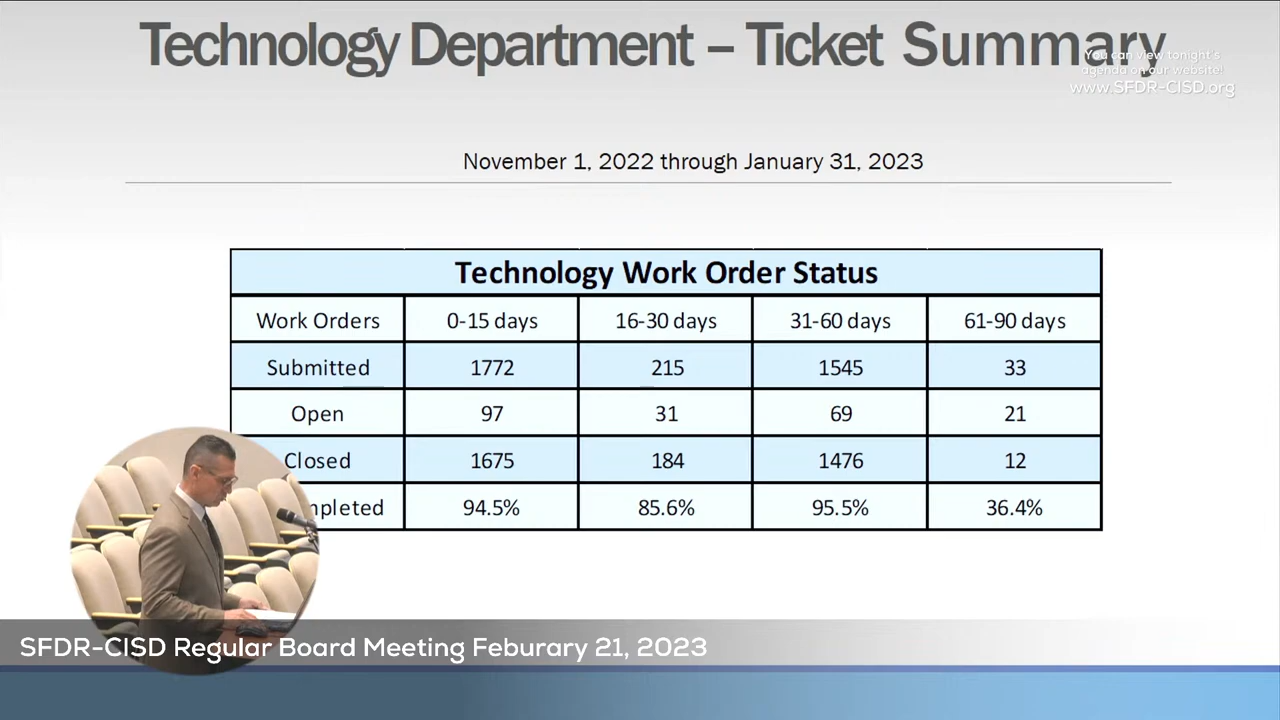 Technology Department – Ticket Summary
You can view tonight's
agenda on our website!
www.SFDR-CISD.org
November 1, 2022 through January 31, 2023
Technology Work Order Status
Work Orders 0-15 days 16-30 days 31-60 days 61-90 days
Submitted 1772 215 1545 33
Open 97 31 69 21
Closed 1675 184 1476 12
mpleted 94.5% 85.6% 95.5% 36.4%
SFDR-CISD Regular Board Meeting Feburary 21, 2023